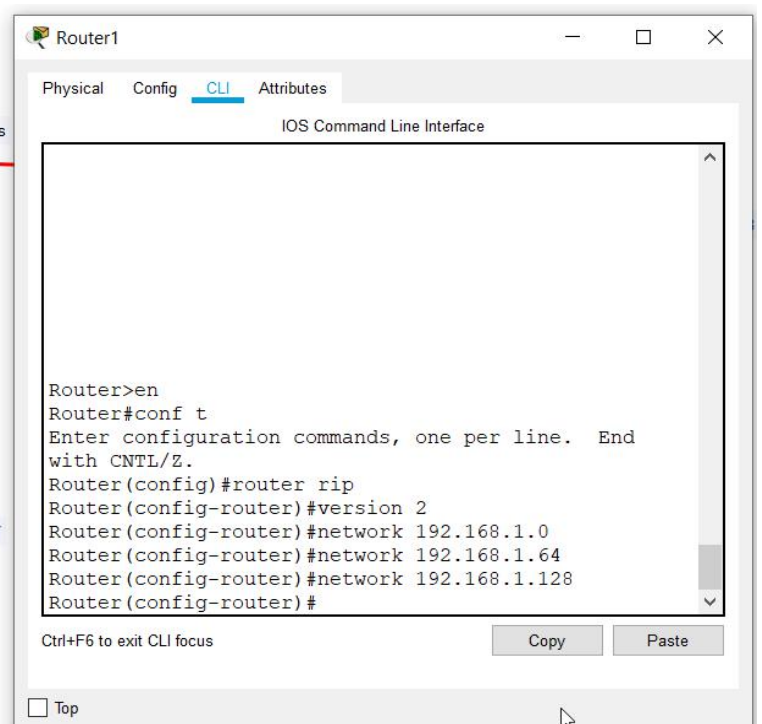 Router1
Physical Config CLI Attributes
IOS Command Line Interface
Router>en
Router#conf t
Enter configuration commands, one per line.  End
with CNTL/Z.
Router(config)#router rip
Router(config-router)#version 2
Router(config-router)#network 192.168.1.0
Router(config-router)#network 192.168.1.64
Router(config-router)#network 192.168.1.128
Router(config-router)#
Ctrl+F6 to exit CLI focus
Copy Paste
Top